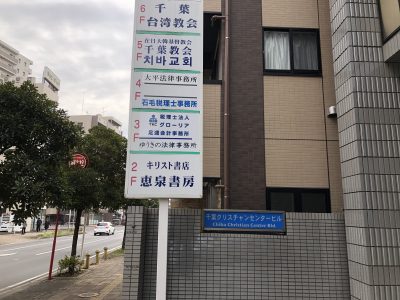 6F 千葉
台湾教会
5F 在日大韓基督教会
千葉教会
치바교회
4F 大平法律事務所
石毛税理士事務所
3F 税理士法人
グローリア
足達会計事務所
ゆうきの法律事務所
2F キリスト書店
恵泉書房
千葉クリスチャンセンタービル
Chiba Christian Center Bld.